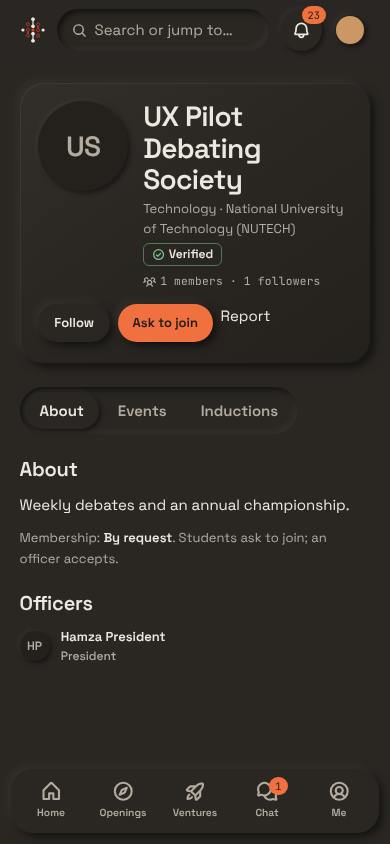 Search or jump to...
23
US
UX Pilot
Debating
Society
Technology · National University
of Technology (NUTECH)
Verified
1 members · 1 followers
Follow
Ask to join
Report
About
Events
Inductions
About
Weekly debates and an annual championship.
Membership: By request. Students ask to join; an
officer accepts.
Officers
HP
Hamza President
President
1
Home
Openings
Ventures
Chat
Me